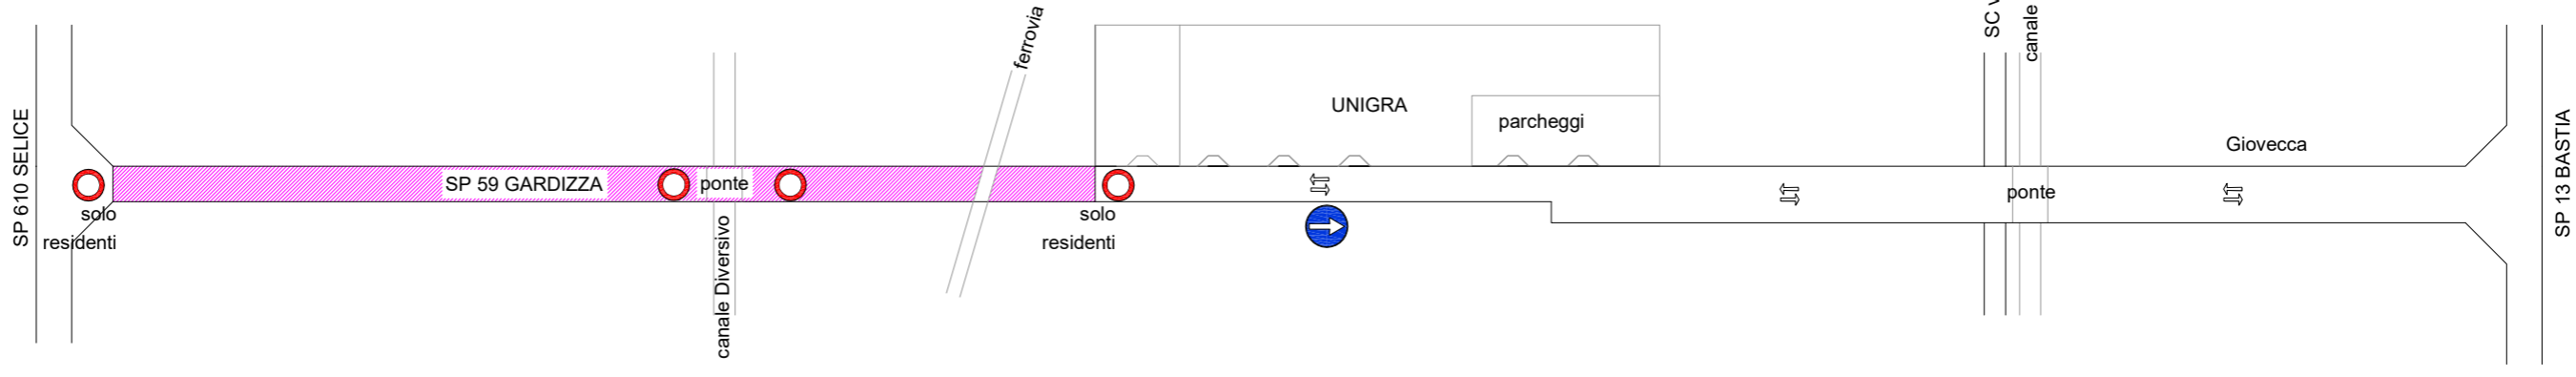 SP 610 SELICE
solo
residenti
SP 59 GARDIZZA
ponte
canale Diversivo
ferrovia
solo
residenti
UNIGRA
parcheggi
SC
canale
ponte
Giovecca
SP 13 BASTIA